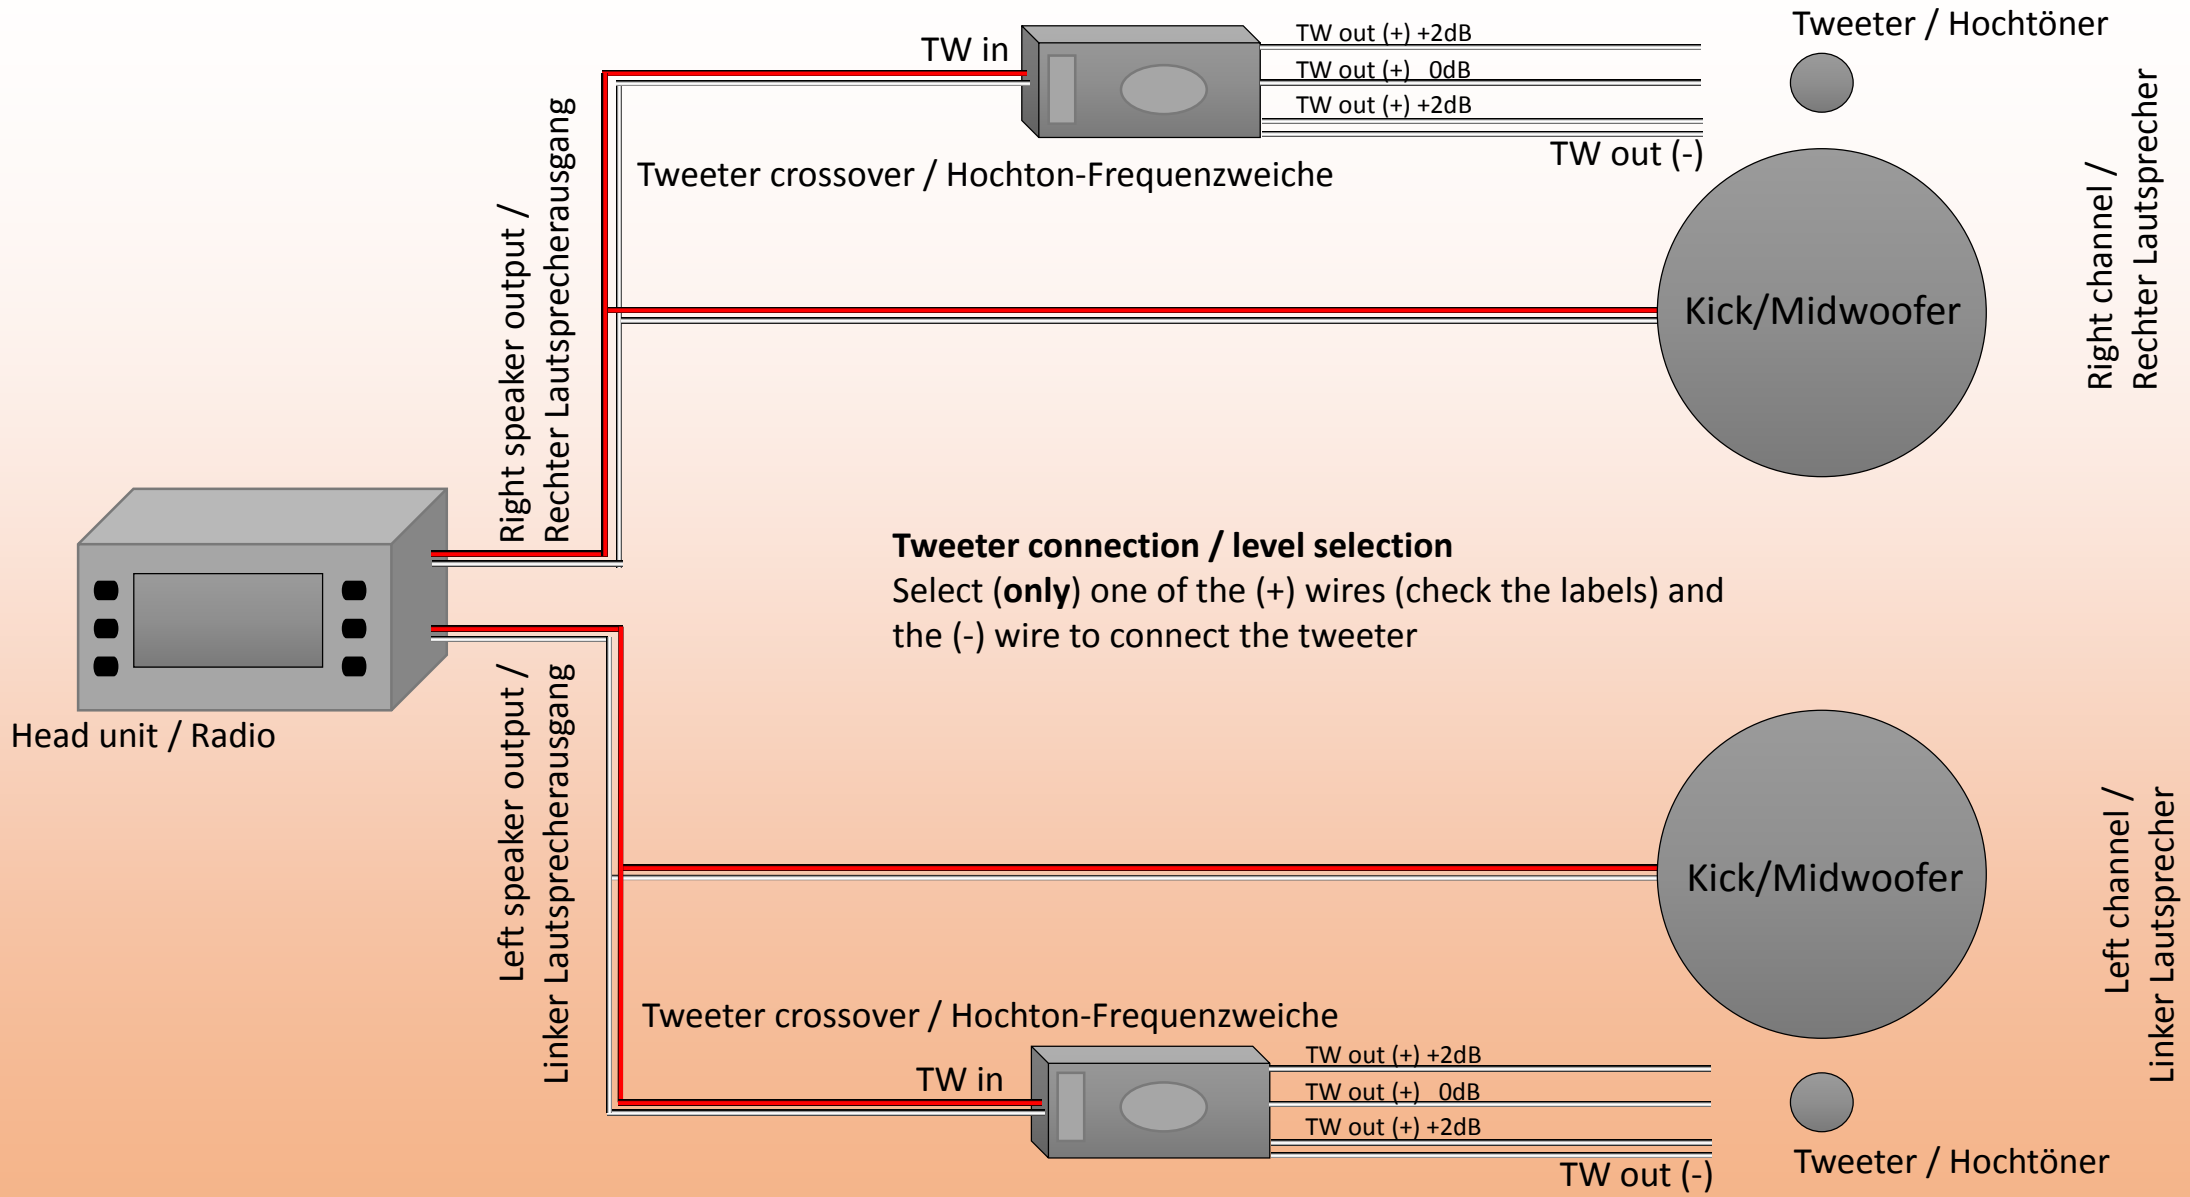 Tweeter / Hochtöner
TW in
TW out (+) +2dB
TW out (+) 0dB
TW out (+) +2dB
TW out (-)
Tweeter crossover / Hochton-Frequenzweiche
Right speaker output /
Rechter Lautsprecherausgang
Kick/Midwoofer
Right channel /
Rechter Lautsprecher
Tweeter connection / level selection
Select (only) one of the (+) wires (check the labels) and
the (-) wire to connect the tweeter
Head unit / Radio
Left speaker output /
Linker Lautsprecherausgang
Kick/Midwoofer
Left channel /
Linker Lautsprecher
Tweeter crossover / Hochton-Frequenzweiche
TW in
TW out (+) +2dB
TW out (+) 0dB
TW out (+) +2dB
TW out (-)
Tweeter / Hochtöner